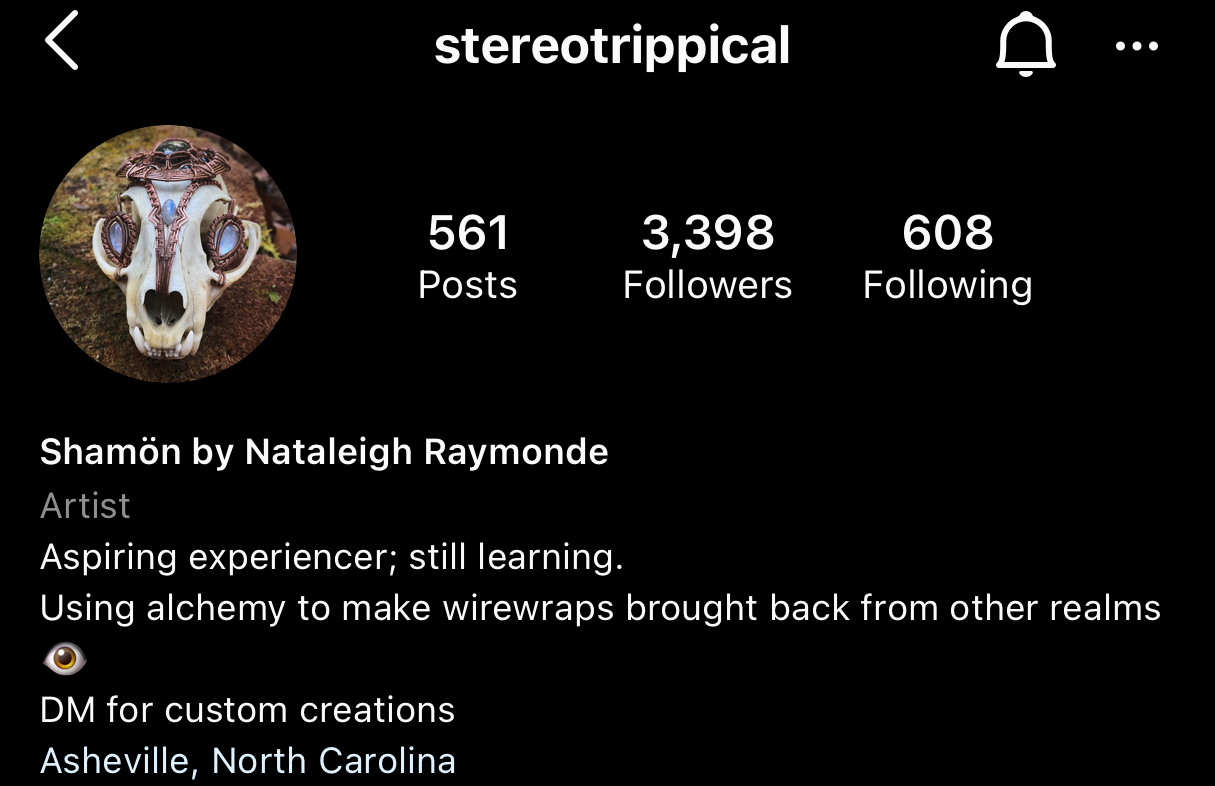 stereotrippical
561
Posts
3,398
Followers
608
Following
Shamön by Nataleigh Raymonde
Artist
Aspiring experiencer; still learning.
Using alchemy to make wirewraps brought back from other realms
👁️
DM for custom creations
Asheville, North Carolina